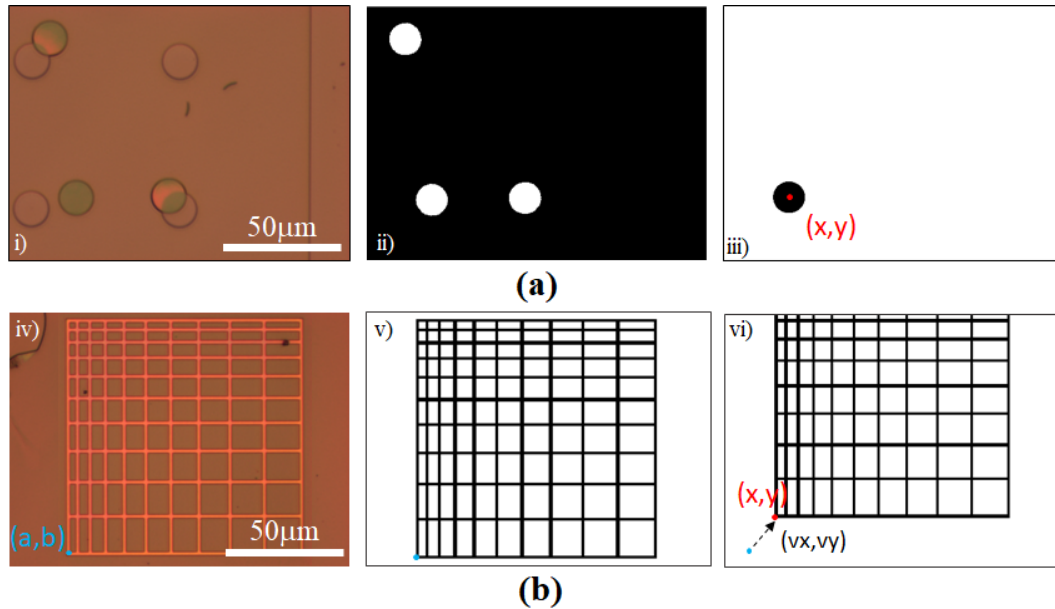 i)
50μm
ii)
iii)
(x,y)
(a)
iv)
(a,b)
50μm
v)
vi)
(x,y)
(vx,vy)
(b)